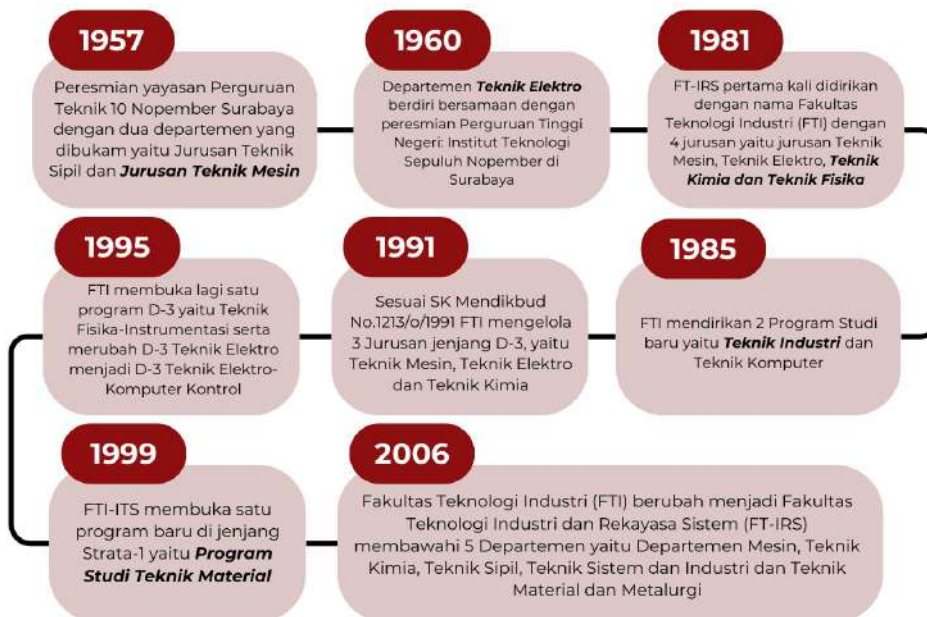 1957
Peresmian yayasan Perguruan
Teknik 10 Nopember Surabaya
dengan dua departemen yang
dibukam yaitu Jurusan Teknik
Sipil dan Jurusan Teknik Mesin
1960
Departemen Teknik Elektro
berdiri bersamaan dengan
peresmian Perguruan Tinggi
Negeri: Institut Teknologi
Sepuluh Nopember di
Surabaya
1981
FT-IRS pertama kali didirikan
dengan nama Fakultas
Teknologi Industri (FTI) dengan
4 jurusan yaitu jurusan Teknik
Mesin, Teknik Elektro, Teknik
Kimia dan Teknik Fisika
1985
FTI mendirikan 2 Program Studi
baru yaitu Teknik Industri dan
Teknik Komputer
1991
Sesuai SK Mendikbud
No.1213/o/1991 FTI mengelola
3 Jurusan jenjang D-3, yaitu
Teknik Mesin, Teknik Elektro
dan Teknik Kimia
1995
FTI membuka lagi satu
program D-3 yaitu Teknik
Fisika-Instrumentasi serta
merubah D-3 Teknik Elektro
menjadi D-3 Teknik Elektro-
Komputer Kontrol
1999
FTI-ITS membuka satu
program baru di jenjang
Strata-1 yaitu Program
Studi Teknik Material
2006
Fakultas Teknologi Industri (FTI) berubah menjadi Fakultas
Teknologi Industri dan Rekayasa Sistem (FT-IRS)
membawahi 5 Departemen yaitu Departemen Mesin, Teknik
Kimia, Teknik Sipil, Teknik Sistem dan Industri dan Teknik
Material dan Metalurgi